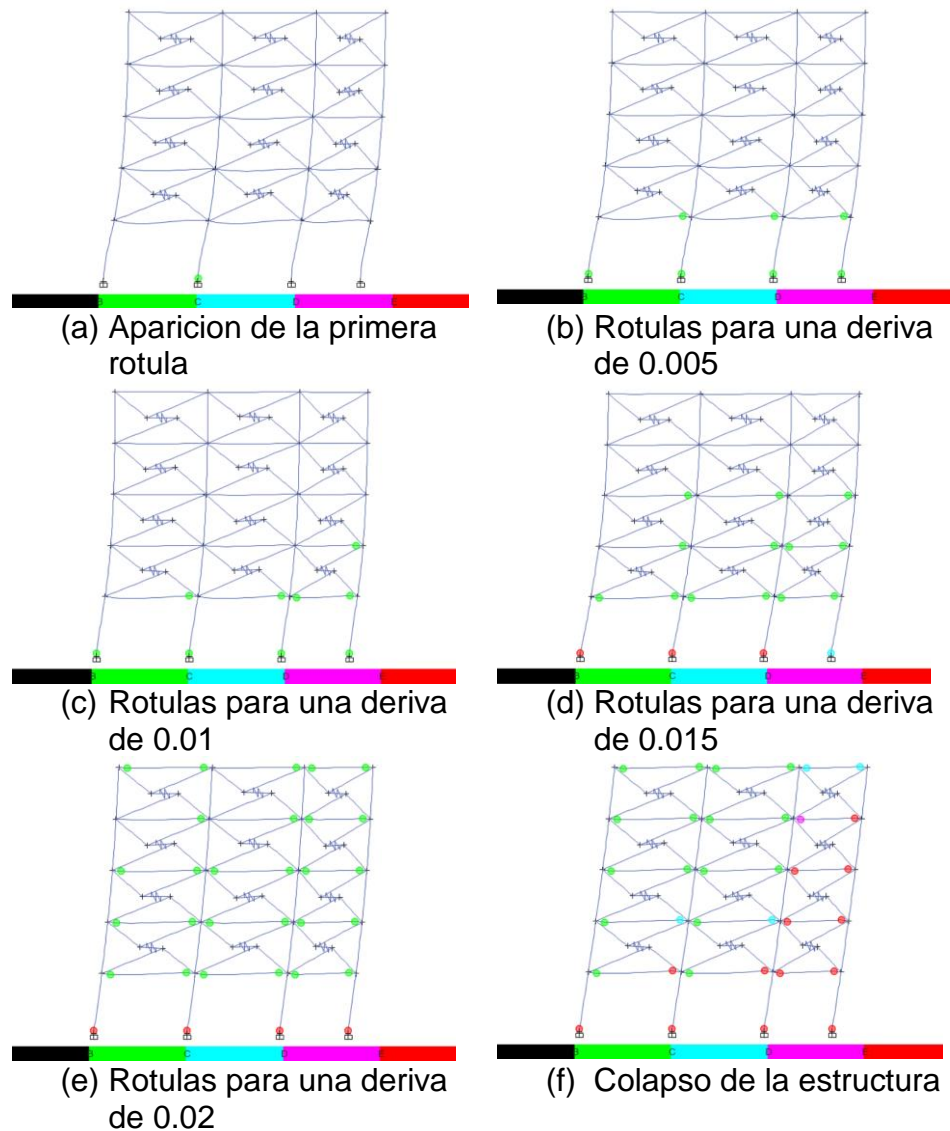 B C D E
B C D E
(a) Aparicion de la primera
rotula
(b) Rotulas para una deriva
de 0.005
B C D E
B C D E
(c) Rotulas para una deriva
de 0.01
(d) Rotulas para una deriva
de 0.015
B C D E
B C D E
(e) Rotulas para una deriva
de 0.02
(f) Colapso de la estructura